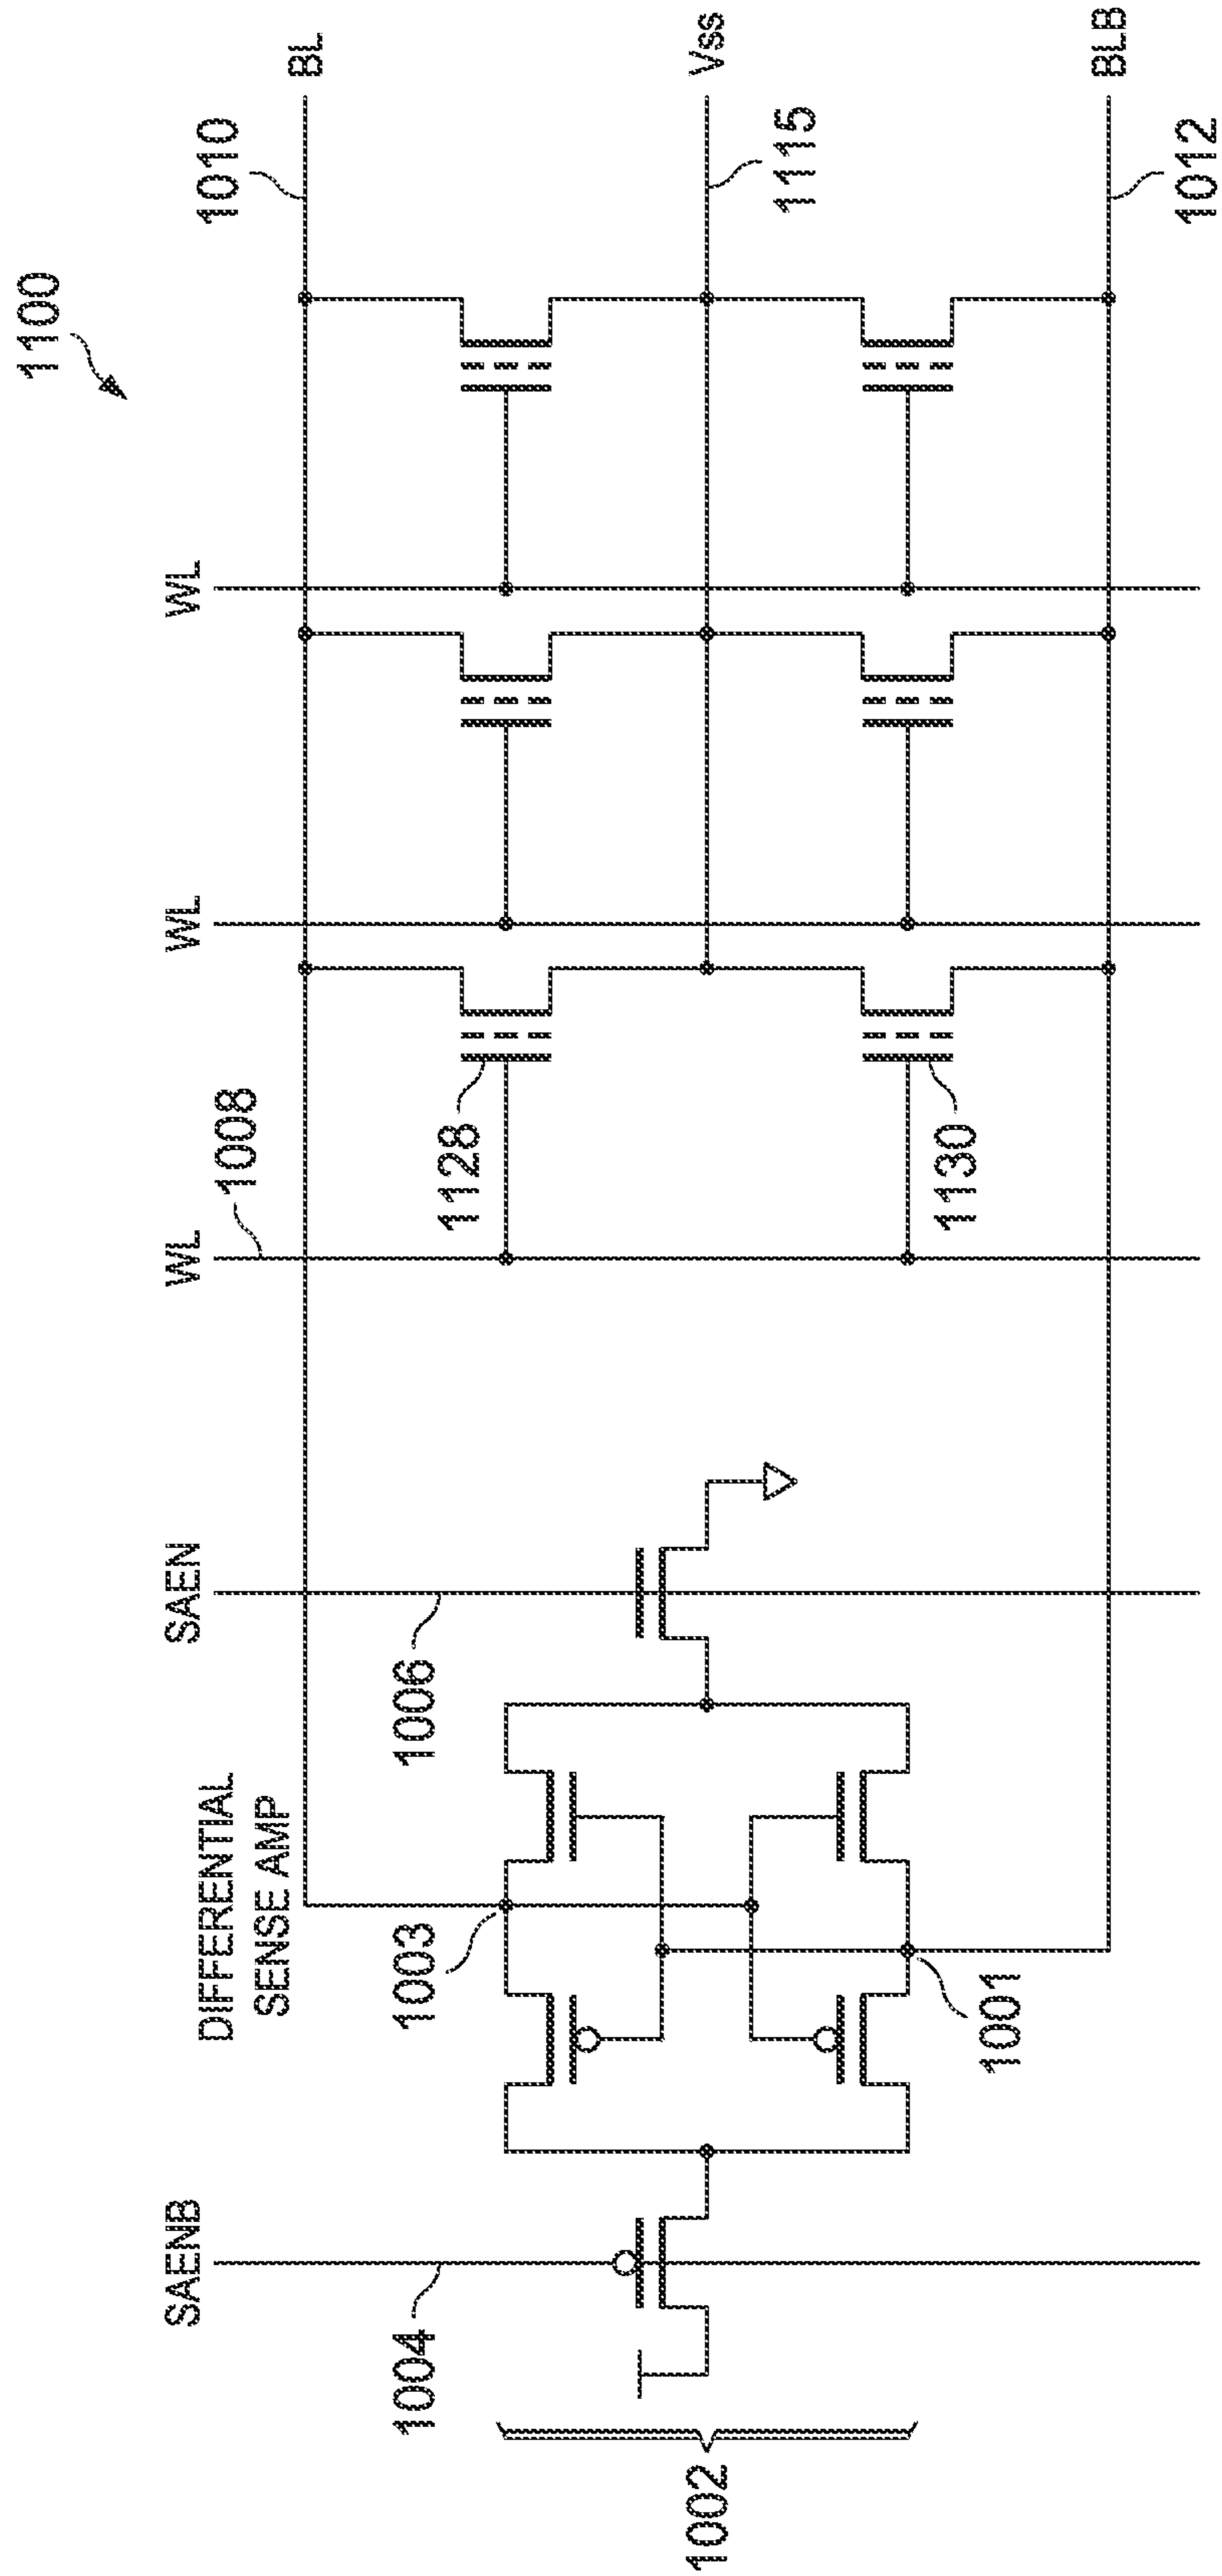 1100
SAENB
DIFFERENTIAL
SENSE AMP
SAEN
WL
1008
WL
WL
1010
BL
1004
1003
1006
1128
1115
Vss
1002
1001
1130
1012
BLB